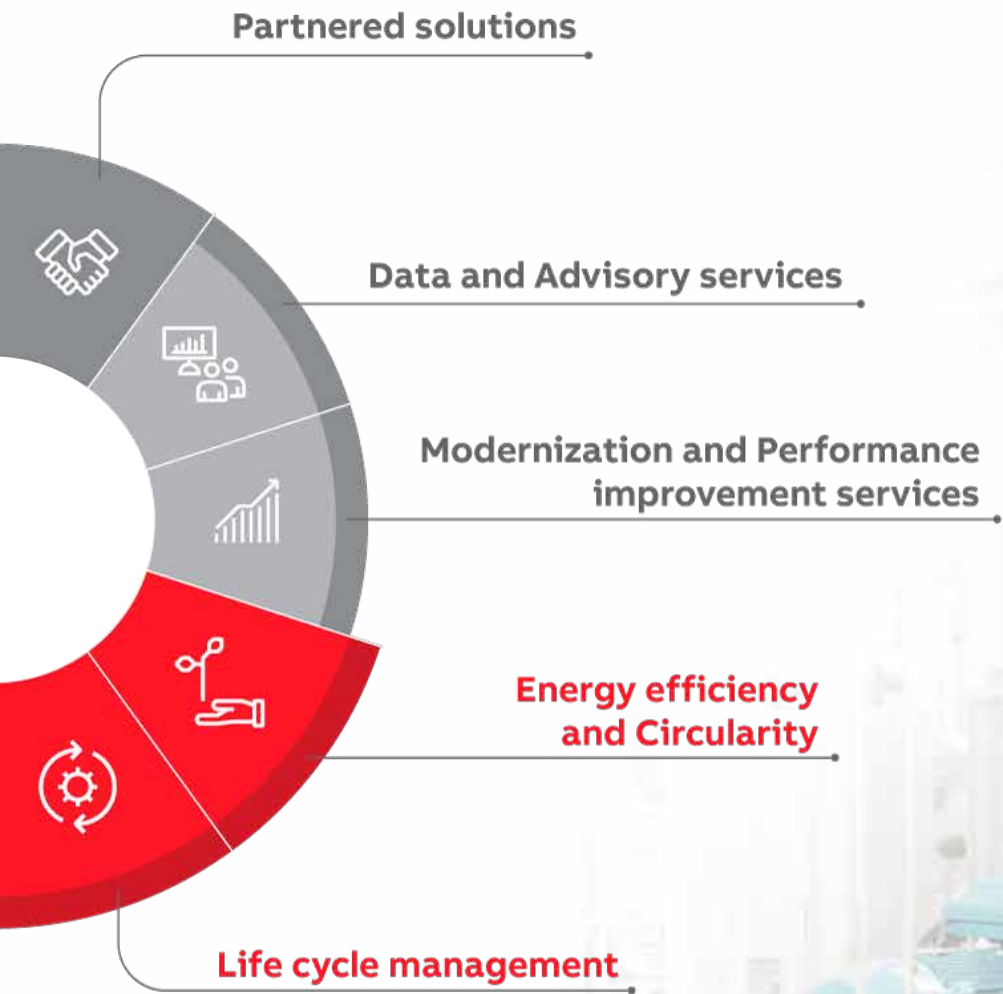 Partnered solutions
Data and Advisory services
Modernization and Performance
improvement services
Energy efficiency
and Circularity
Life cycle management